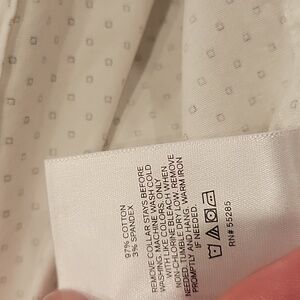 97% COTTON
3% SPANDEX
REMOVE COLLAR STAYS BEFORE
WASHING. MACHINE WASH COLD
WITH LIKE COLORS, ONLY
NON-CHLORINE BLEACH WHEN
NEEDED, TUMBLE DRY LOW, REMOVE
PROMPTLY AND HANG. WARM IRON
IF NEEDED.
RN# 55285